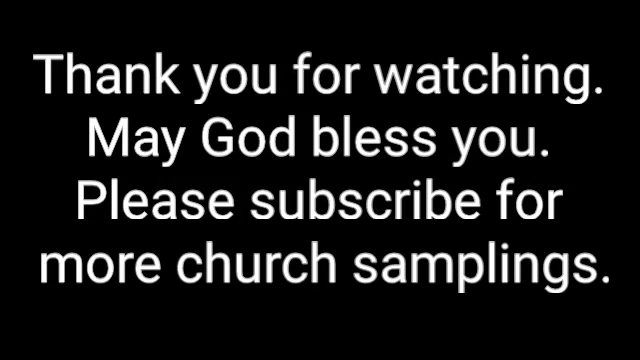 Thank you for watching.
May God bless you.
Please subscribe for
more church samplings.